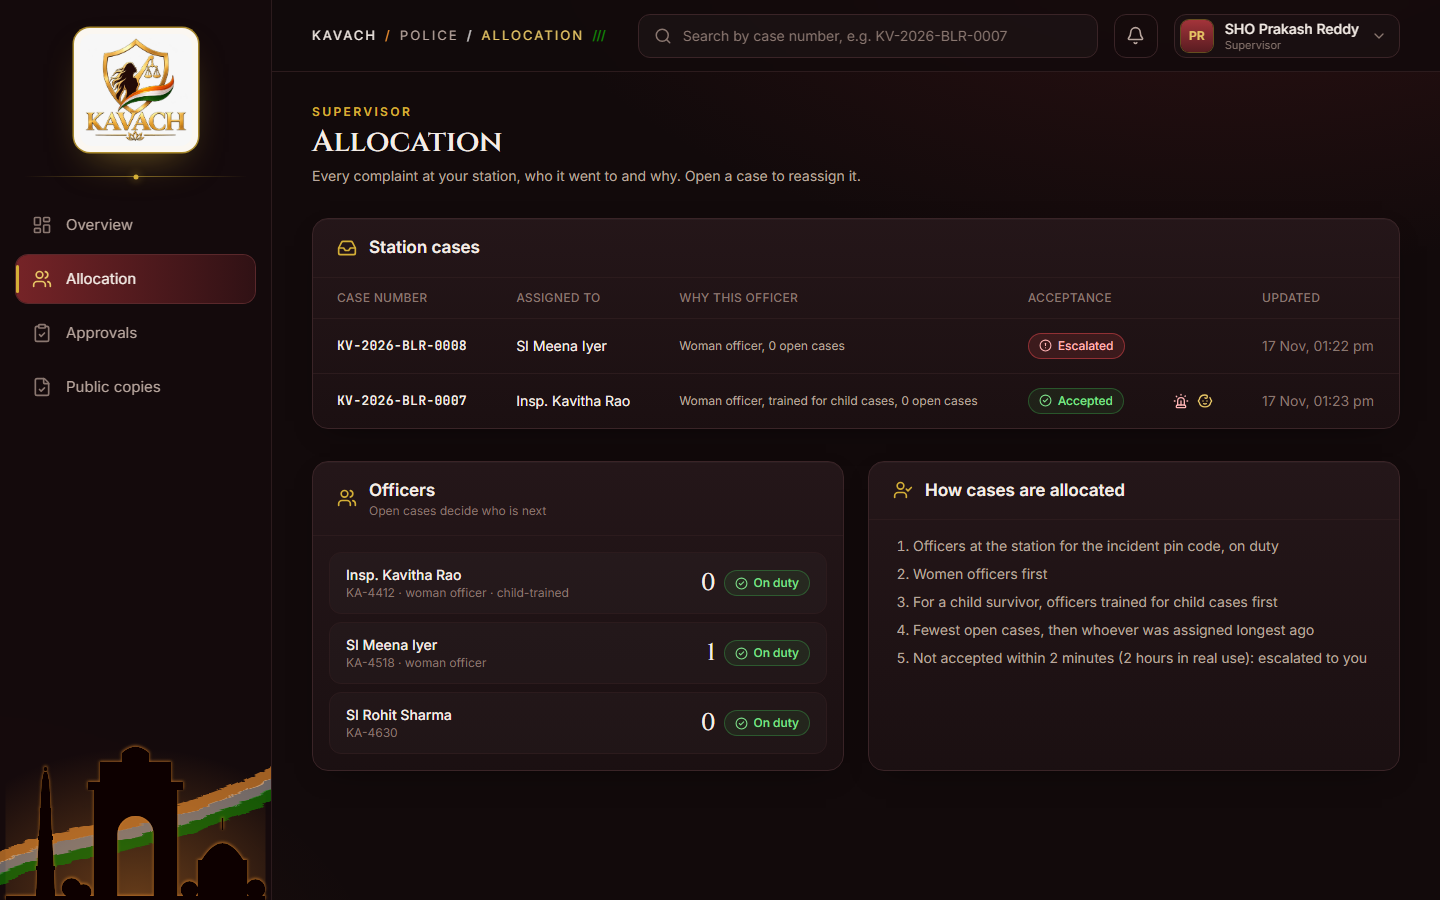 KAVACH
KAVACH / POLICE / ALLOCATION ///
Search by case number, e.g. KV-2026-BLR-0007
PR
SHO Prakash Reddy
Supervisor
Overview
Allocation
Approvals
Public copies
SUPERVISOR
ALLOCATION
Every complaint at your station, who it went to and why. Open a case to reassign it.
Station cases
CASE NUMBER ASSIGNED TO WHY THIS OFFICER ACCEPTANCE UPDATED
KV-2026-BLR-0008 SI Meena Iyer Woman officer, 0 open cases Escalated 17 Nov, 01:22 pm
KV-2026-BLR-0007 Insp. Kavitha Rao Woman officer, trained for child cases, 0 open cases Accepted 17 Nov, 01:23 pm
Officers
Open cases decide who is next
Insp. Kavitha Rao
KA-4412 · woman officer · child-trained
0 On duty
SI Meena Iyer
KA-4518 · woman officer
1 On duty
SI Rohit Sharma
KA-4630
0 On duty
How cases are allocated
1. Officers at the station for the incident pin code, on duty
2. Women officers first
3. For a child survivor, officers trained for child cases first
4. Fewest open cases, then whoever was assigned longest ago
5. Not accepted within 2 minutes (2 hours in real use): escalated to you